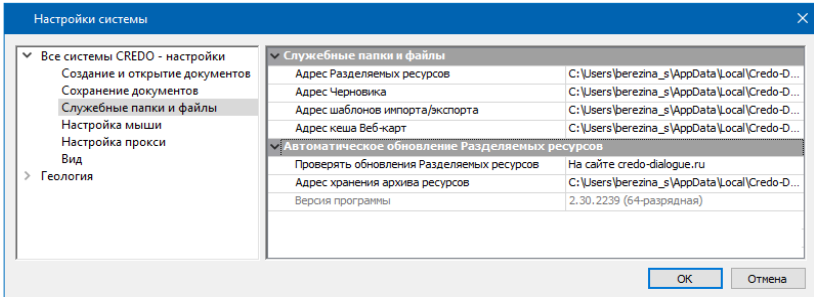 Настройки системы
Все системы CREDO - настройки
Создание и открытие документов
Сохранение документов
Служебные папки и файлы
Настройка мыши
Настройка прокси
Вид
Геология
Служебные папки и файлы
Адрес Разделяемых ресурсов C:\Users\berezina_s\AppData\Local\Credo-D...
Адрес Черновика C:\Users\berezina_s\AppData\Local\Credo-D...
Адрес шаблонов импорта/экспорта C:\Users\berezina_s\AppData\Local\Credo-D...
Адрес кеша Веб-карт C:\Users\berezina_s\AppData\Local\Credo-D...
Автоматическое обновление Разделяемых ресурсов
Проверять обновления Разделяемых ресурсов На сайте credo-dialogue.ru
Адрес хранения архива ресурсов C:\Users\berezina_s\AppData\Local\Credo-D...
Версия программы 2.30.2239 (64-разрядная)
ОК Отмена